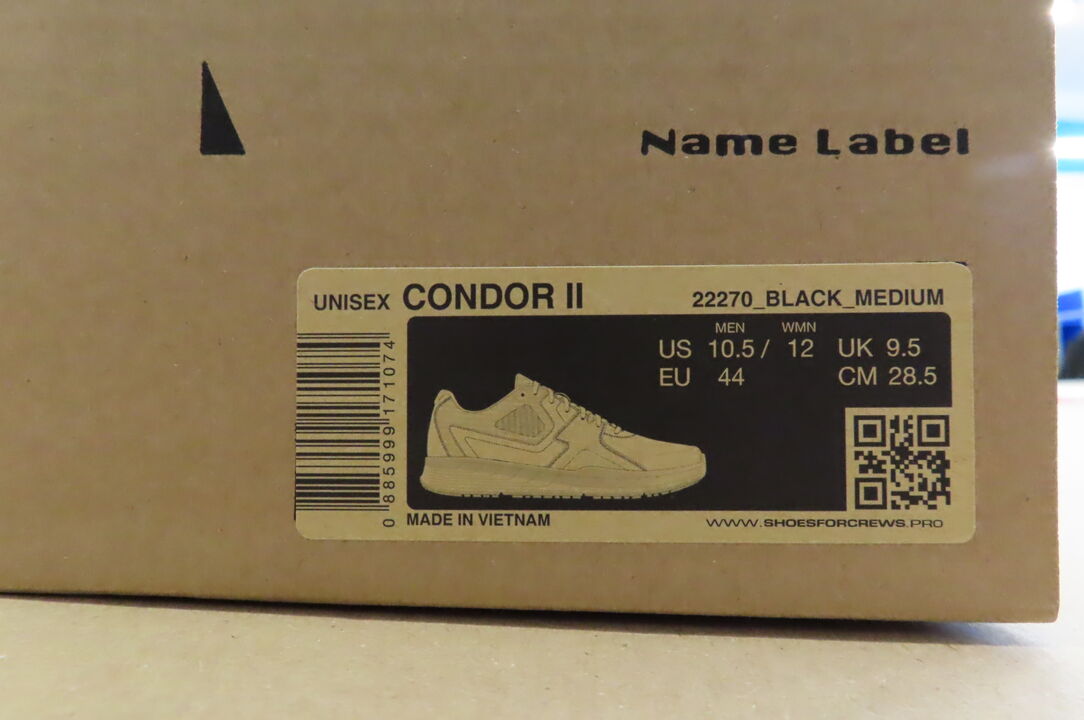 Name Label
UNISEX CONDOR II
22270_BLACK_MEDIUM
MEN WMN
US 10.5 / 12 UK 9.5
EU 44 CM 28.5
0 885999 171074
MADE IN VIETNAM
WWW.SHOESFORCREWS.PRO